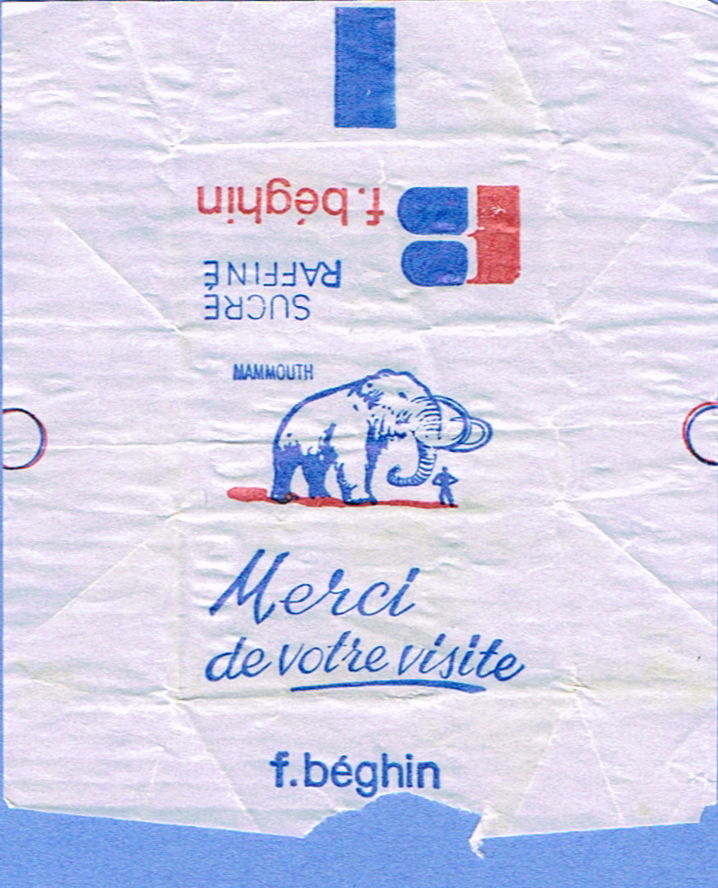 f.béghin
SUCRE
RAFFINÉ
MAMMOUTH
Merci
de votre visite
f.béghin